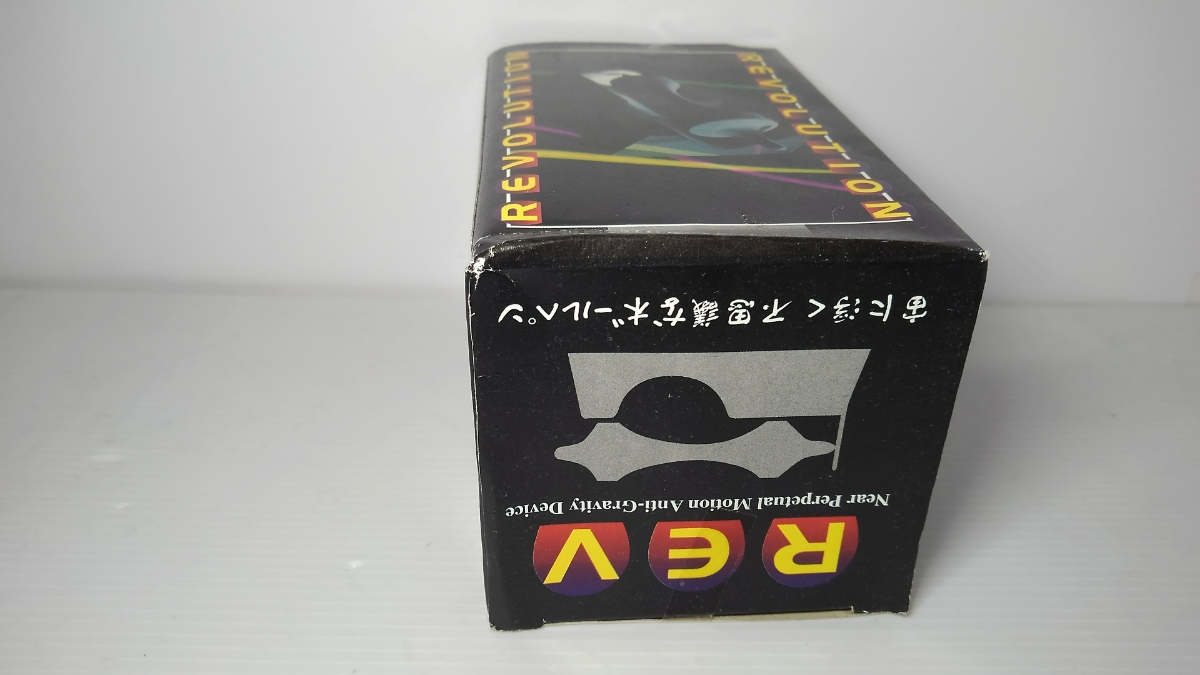 REVOLUTION
REVOLUTION
REV
Near Perpetual Motion Anti-Gravity Device
宙に浮く不思議なボールペン